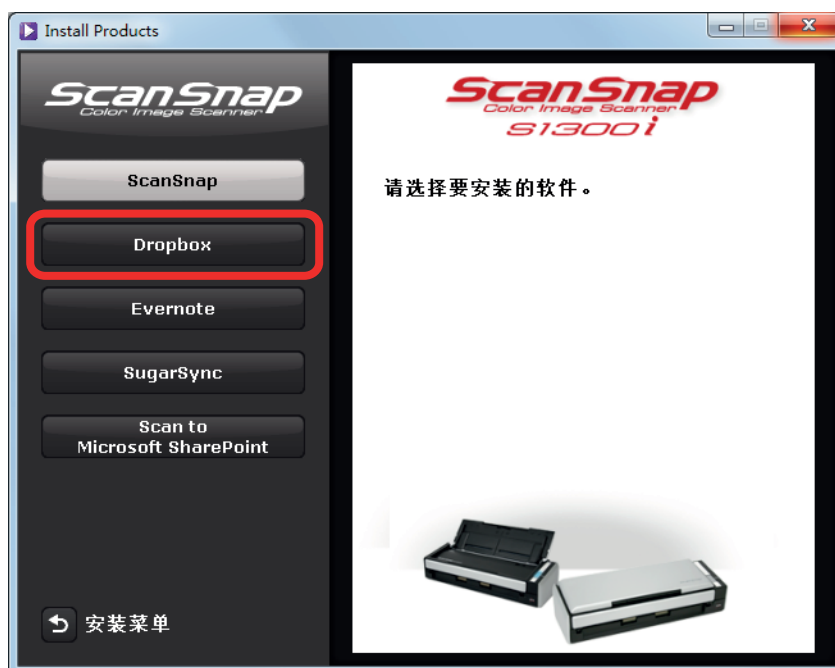 Install Products
ScanSnap
Color Image Scanner
ScanSnap
Dropbox
Evernote
SugarSync
Scan to
Microsoft SharePoint
安装菜单
ScanSnap
Color Image Scanner
S1300i
请选择要安装的软件。